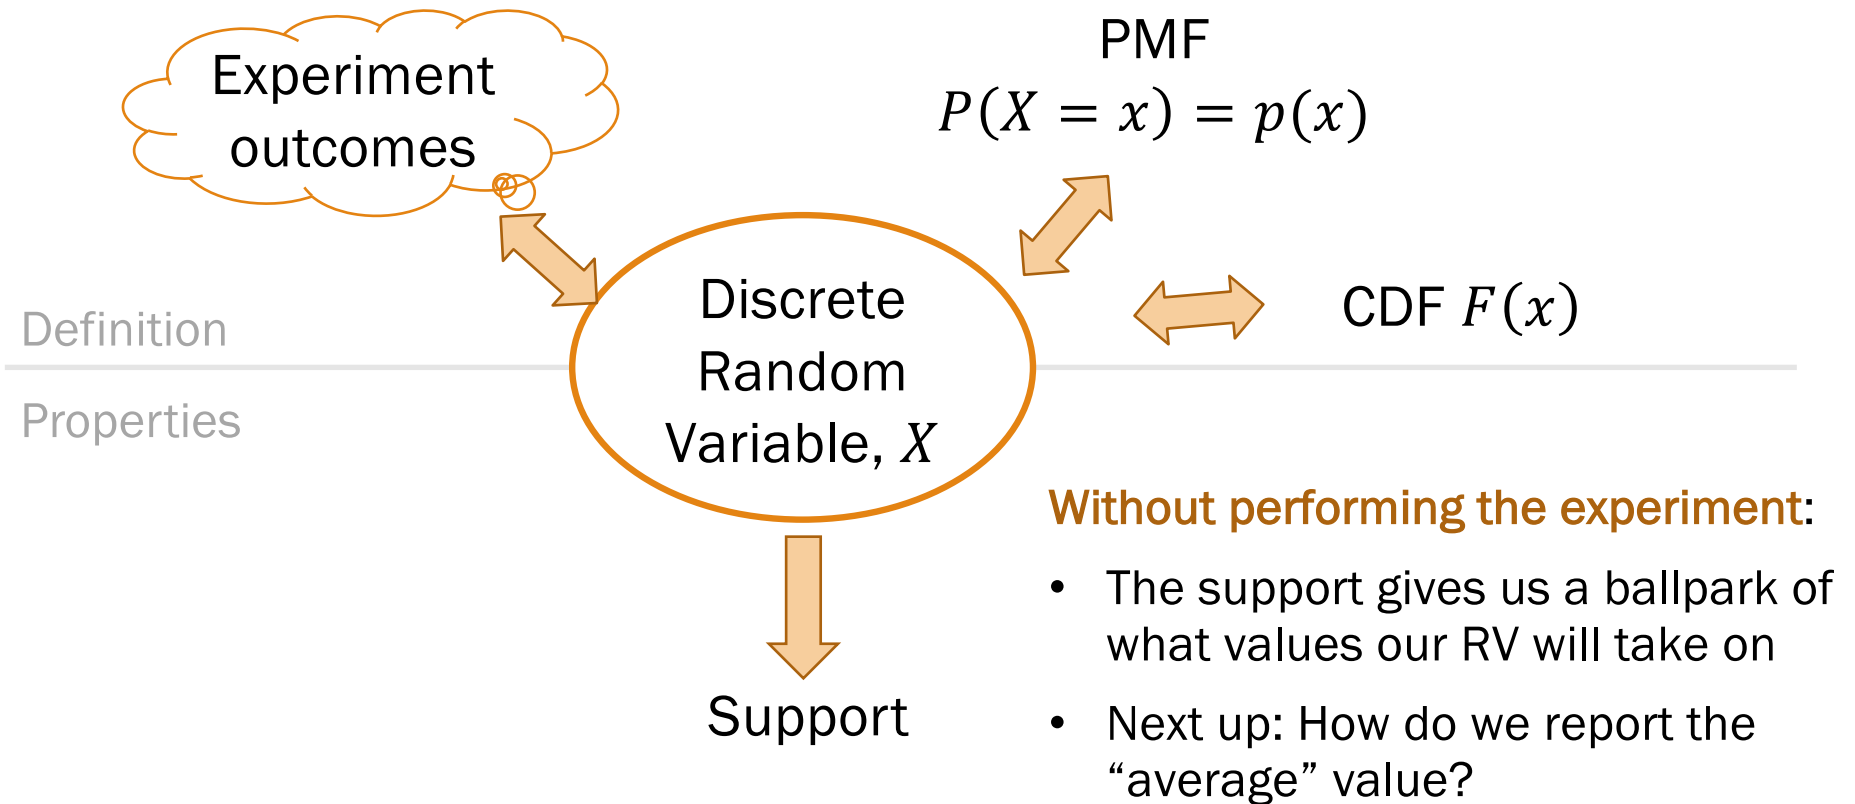 Experiment
outcomes
PMF
𝑃(𝑋 = 𝑥) = 𝑝(𝑥)
CDF 𝐹(𝑥)
Definition
Properties
Discrete
Random
Variable, 𝑋
Support
Without performing the experiment:
• The support gives us a ballpark of
what values our RV will take on
• Next up: How do we report the
“average” value?